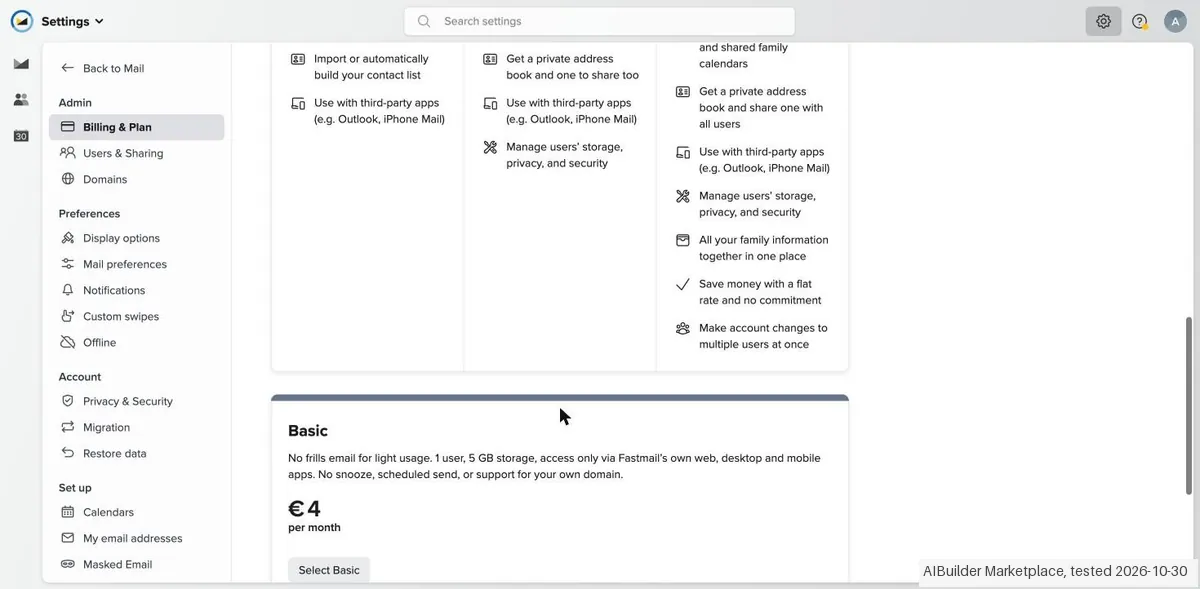 Settings
Search settings
A
30
Back to Mail
Admin
Billing & Plan
Users & Sharing
Domains
Preferences
Display options
Mail preferences
Notifications
Custom swipes
Offline
Account
Privacy & Security
Migration
Restore data
Set up
Calendars
My email addresses
Masked Email
Import or automatically
build your contact list
Use with third-party apps
(e.g. Outlook, iPhone Mail)
Get a private address
book and one to share too
Use with third-party apps
(e.g. Outlook, iPhone Mail)
Manage users' storage,
privacy, and security
and shared family
calendars
Get a private address
book and share one with
all users
Use with third-party apps
(e.g. Outlook, iPhone Mail)
Manage users' storage,
privacy, and security
All your family information
together in one place
Save money with a flat
rate and no commitment
Make account changes to
multiple users at once
Basic
No frills email for light usage. 1 user, 5 GB storage, access only via Fastmail's own web, desktop and mobile
apps. No snooze, scheduled send, or support for your own domain.
€4
per month
Select Basic
AIBuilder Marketplace, tested 2026-10-30